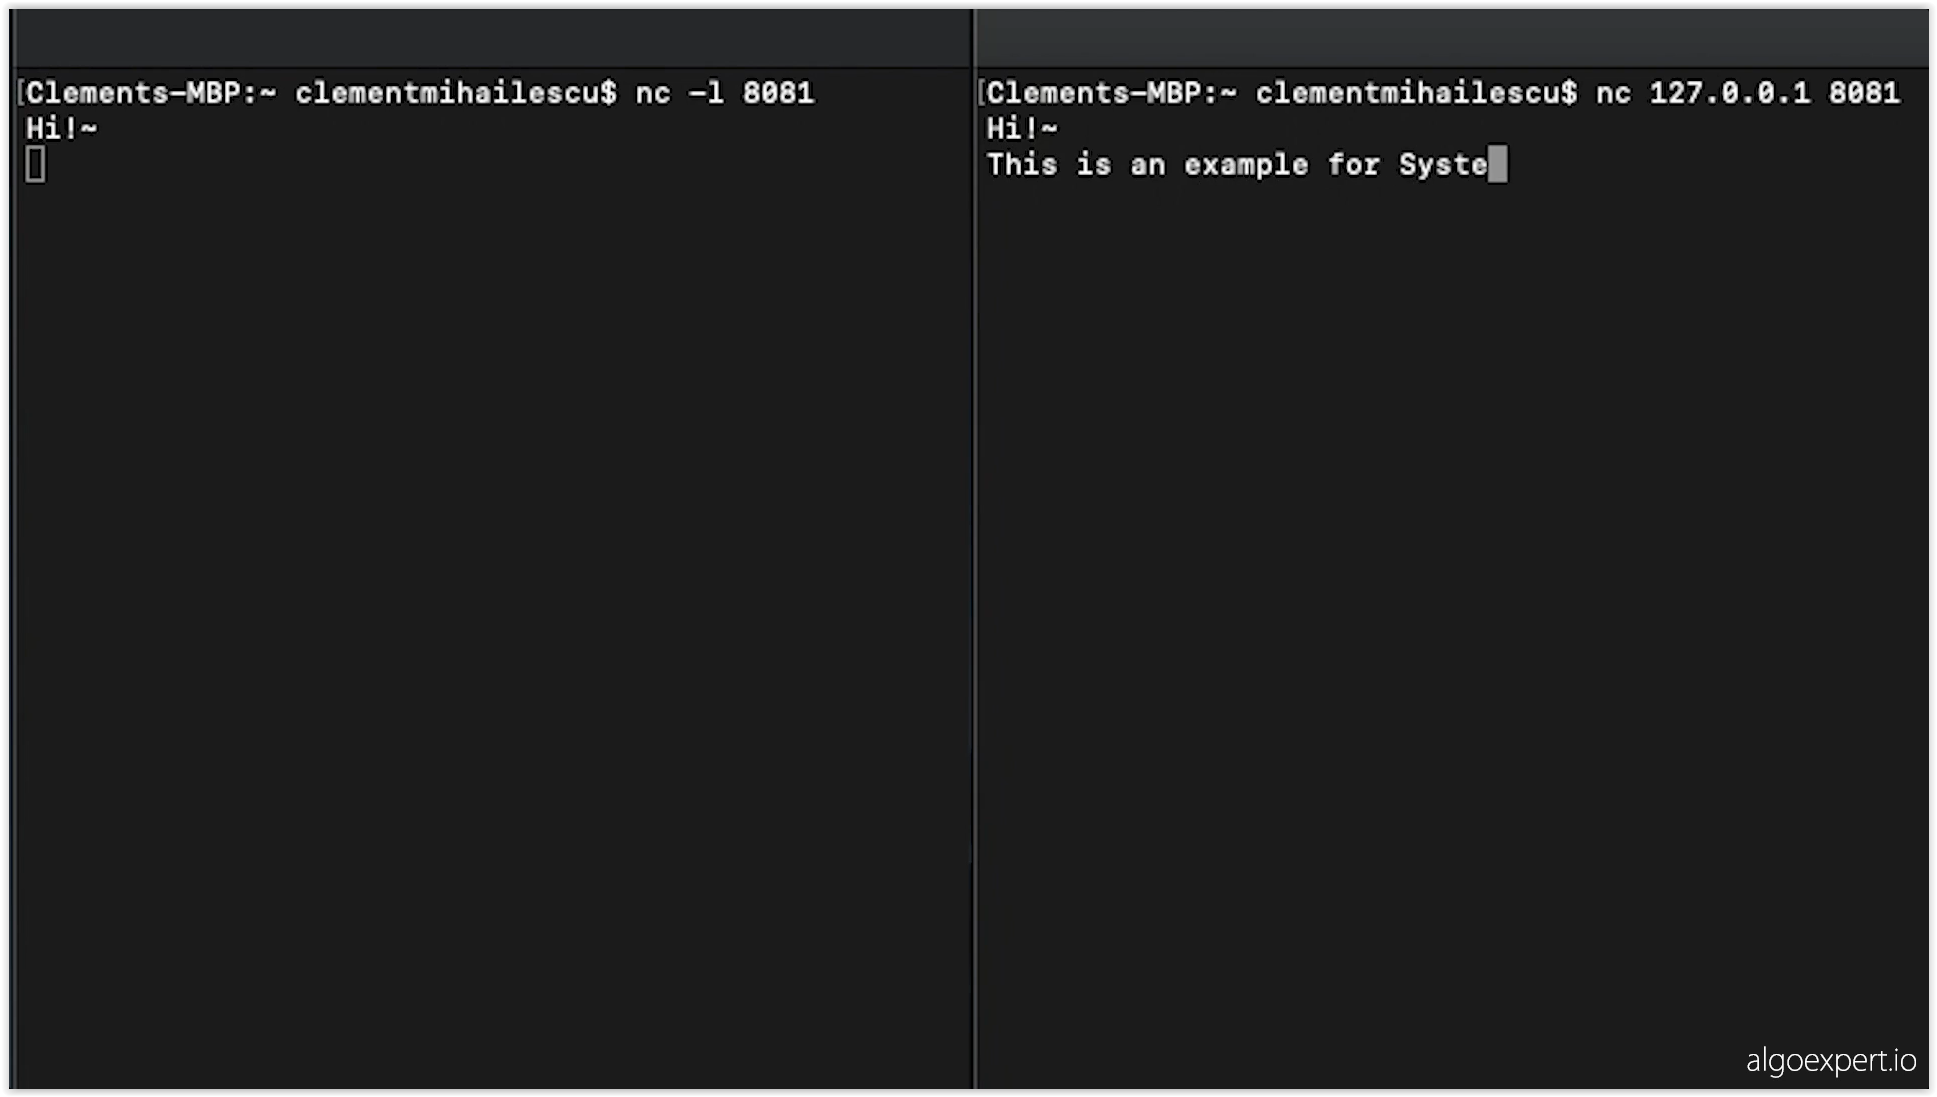 [Clements-MBP:~ clementmihailescu$ nc -l 8081
Hi!~
[Clements-MBP:~ clementmihailescu$ nc 127.0.0.1 8081
Hi!~
This is an example for Syste
algoexpert.io